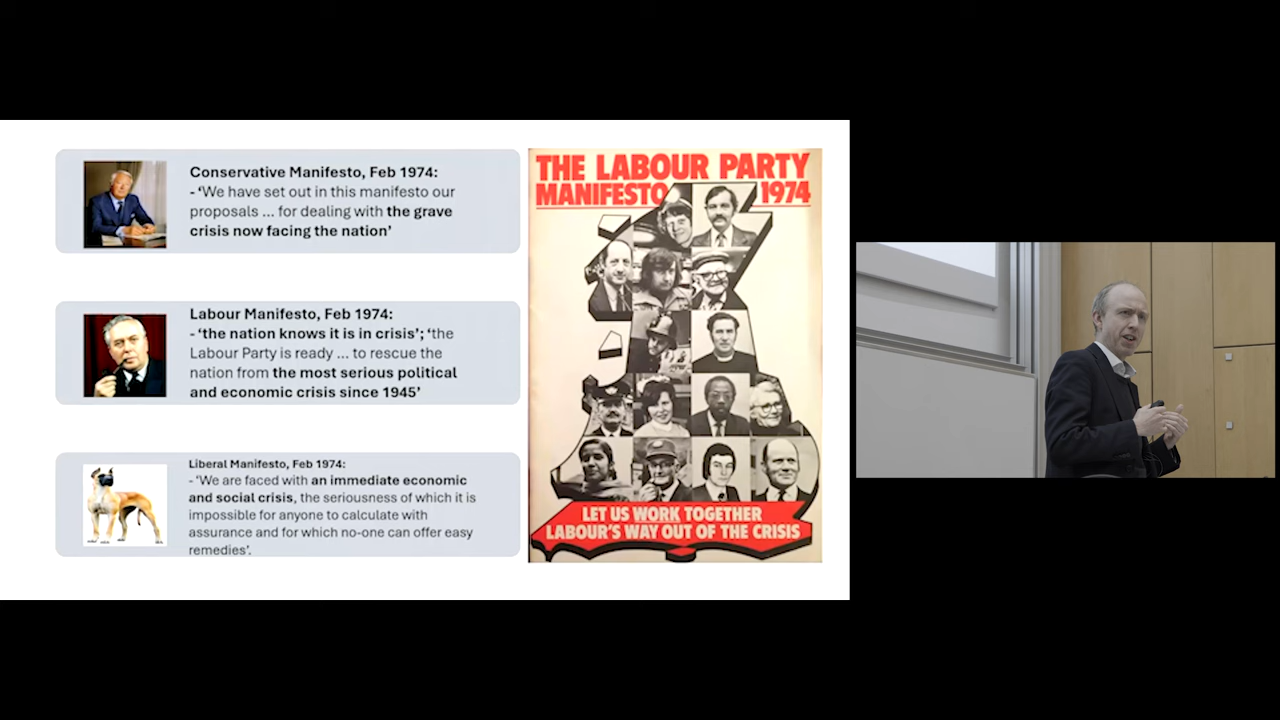 Conservative Manifesto, Feb 1974:
- ‘We have set out in this manifesto our
proposals ... for dealing with the grave
crisis now facing the nation’
Labour Manifesto, Feb 1974:
- ‘the nation knows it is in crisis’; ‘the
Labour Party is ready ... to rescue the
nation from the most serious political
and economic crisis since 1945’
Liberal Manifesto, Feb 1974:
- ‘We are faced with an immediate economic
and social crisis, the seriousness of which it is
impossible for anyone to calculate with
assurance and for which no-one can offer easy
remedies’.
THE LABOUR PARTY
MANIFESTO 1974
LET US WORK TOGETHER
LABOUR'S WAY OUT OF THE CRISIS